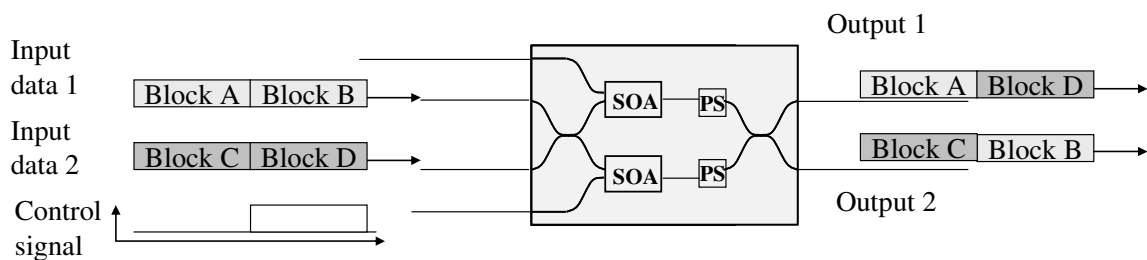 Input
data 1
Block A Block B
Input
data 2
Block C Block D
Control
signal
SOA PS
SOA PS
Output 1
Block A Block D
Block C Block B
Output 2